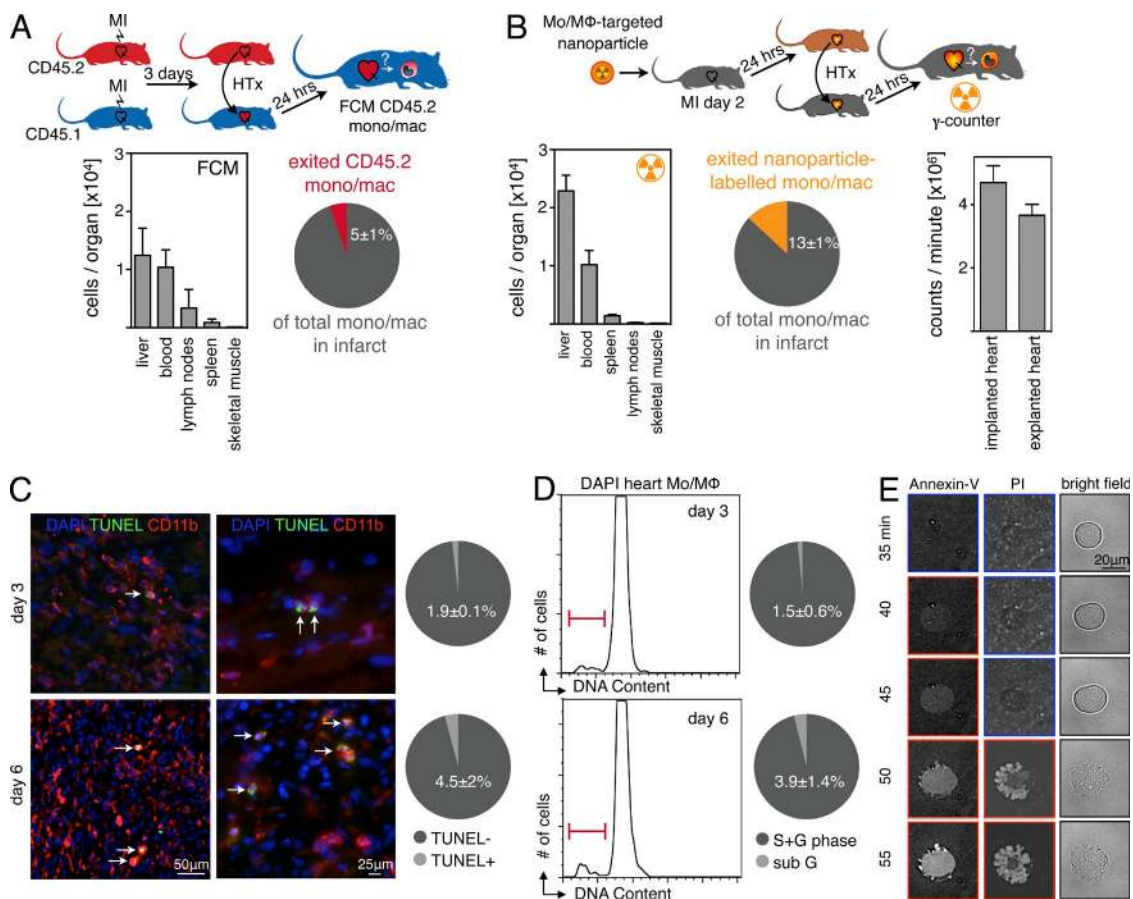 A
MI
CD45.2
MI
CD45.1
3 days
HTx
24 hrs
?
FCM CD45.2
mono/mac
3
2
1
cells / organ [x10⁴]
FCM
liver
blood
lymph nodes
spleen
skeletal muscle
exited CD45.2
mono/mac
5±1%
of total mono/mac
in infarct
B
Mo/MΦ-targeted
nanoparticle
MI day 2
24 hrs
HTx
24 hrs
?
γ-counter
3
2
1
cells / organ [x10⁴]
liver
blood
spleen
lymph nodes
skeletal muscle
exited nanoparticle-
labelled mono/mac
13±1%
of total mono/mac
in infarct
counts / minute [x10⁶]
4
2
implanted heart
explanted heart
C
DAPI TUNEL CD11b
DAPI TUNEL CD11b
day 3
day 6
50μm
25μm
1.9±0.1%
4.5±2%
TUNEL-
TUNEL+
D
DAPI heart Mo/MΦ
day 3
# of cells
DNA Content
day 6
# of cells
DNA Content
1.5±0.6%
3.9±1.4%
S+G phase
sub G
E
Annexin-V PI bright field
35 min
20μm
40
45
50
55